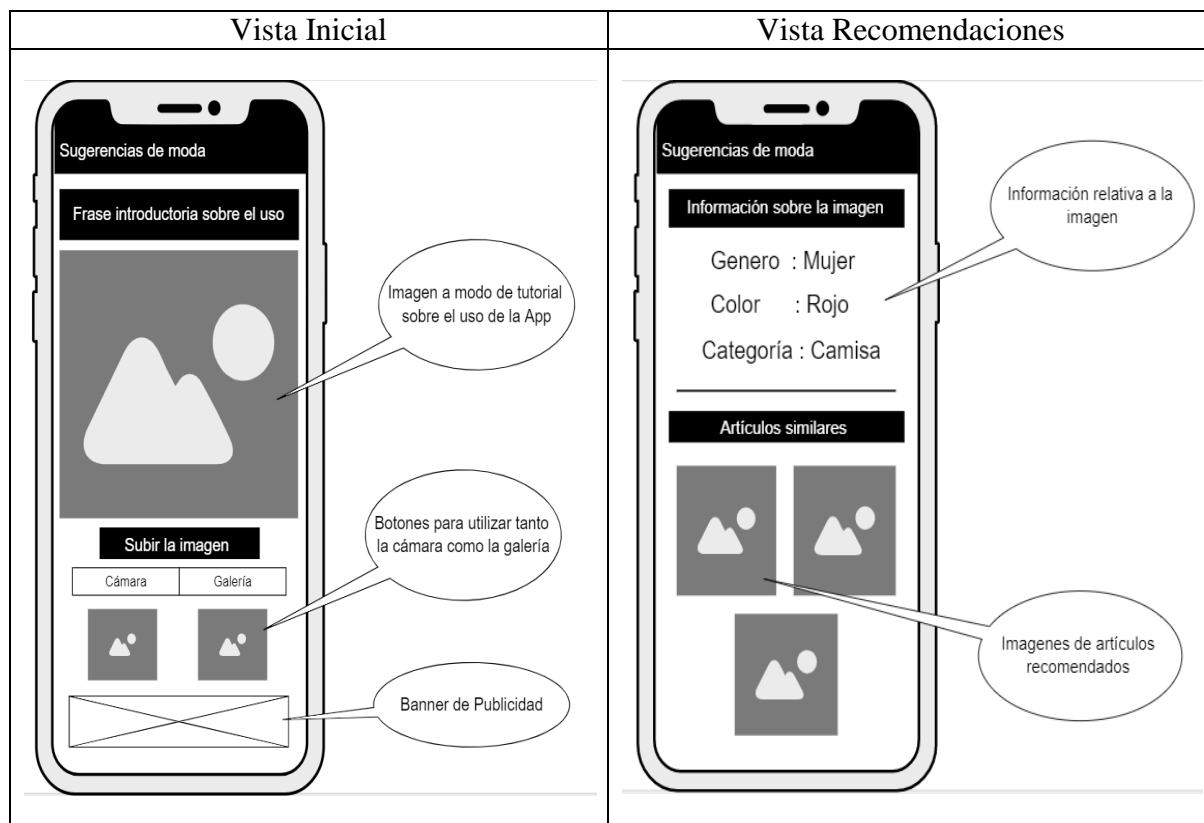 Vista Inicial
Vista Recomendaciones
Sugerencias de moda
Frase introductoria sobre el uso
Imagen a modo de tutorial
sobre el uso de la App
Subir la imagen
Cámara
Galería
Botones para utilizar tanto
la cámara como la galería
Banner de Publicidad
Sugerencias de moda
Información sobre la imagen
Genero : Mujer
Color : Rojo
Categoría : Camisa
Información relativa a la
imagen
Artículos similares
Imagenes de artículos
recomendados